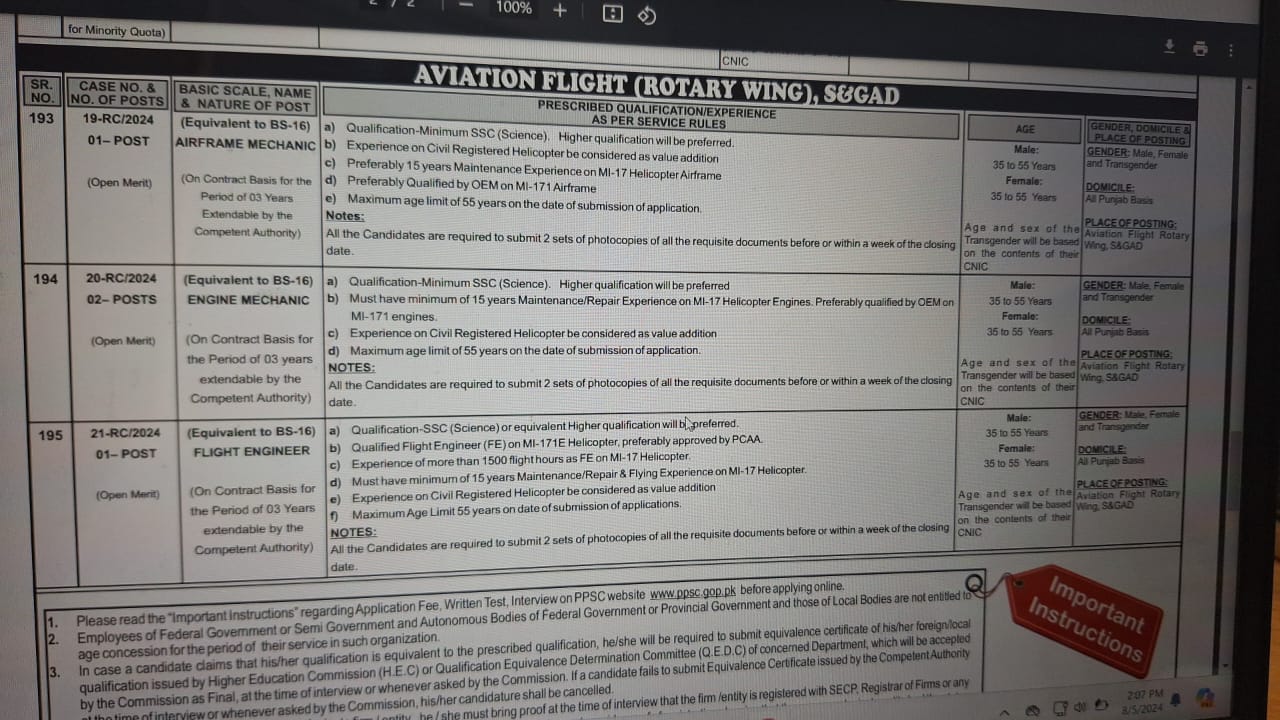 2 / 2
100%
for Minority Quota)
CNIC
AVIATION FLIGHT (ROTARY WING), S&GAD
SR. NO.
CASE NO. & NO. OF POSTS
BASIC SCALE, NAME & NATURE OF POST
PRESCRIBED QUALIFICATION/EXPERIENCE
AS PER SERVICE RULES
AGE
GENDER, DOMICILE & PLACE OF POSTING
193
19-RC/2024
01– POST
(Open Merit)
(Equivalent to BS-16)
AIRFRAME MECHANIC
(On Contract Basis for the
Period of 03 Years
Extendable by the
Competent Authority)
a) Qualification-Minimum SSC (Science). Higher qualification will be preferred.
b) Experience on Civil Registered Helicopter be considered as value addition
c) Preferably 15 years Maintenance Experience on MI-17 Helicopter Airframe
d) Preferably Qualified by OEM on MI-171 Airframe
e) Maximum age limit of 55 years on the date of submission of application.
Notes:
All the Candidates are required to submit 2 sets of photocopies of all the requisite documents before or within a week of the closing
date.
Male:
35 to 55 Years
Female:
35 to 55 Years
Age and sex of the
Transgender will be based
on the contents of their
CNIC
GENDER: Male, Female
and Transgender
DOMICILE:
All Punjab Basis
PLACE OF POSTING:
Aviation Flight Rotary
Wing, S&GAD
194
20-RC/2024
02– POSTS
(Open Merit)
(Equivalent to BS-16)
ENGINE MECHANIC
(On Contract Basis for
the Period of 03 years
extendable by the
Competent Authority)
a) Qualification-Minimum SSC (Science). Higher qualification will be preferred
b) Must have minimum of 15 years Maintenance/Repair Experience on MI-17 Helicopter Engines. Preferably qualified by OEM on
MI-171 engines.
c) Experience on Civil Registered Helicopter be considered as value addition
d) Maximum age limit of 55 years on the date of submission of application.
NOTES:
All the Candidates are required to submit 2 sets of photocopies of all the requisite documents before or within a week of the closing
date.
Male:
35 to 55 Years
Female:
35 to 55 Years
Age and sex of the
Transgender will be based
on the contents of their
CNIC
GENDER: Male, Female
and Transgender
DOMICILE:
All Punjab Basis
PLACE OF POSTING:
Aviation Flight Rotary
Wing, S&GAD
195
21-RC/2024
01– POST
(Open Merit)
(Equivalent to BS-16)
FLIGHT ENGINEER
(On Contract Basis for
the Period of 03 Years
extendable by the
Competent Authority)
a) Qualification-SSC (Science) or equivalent Higher qualification will be preferred.
b) Qualified Flight Engineer (FE) on MI-171E Helicopter, preferably approved by PCAA.
c) Experience of more than 1500 flight hours as FE on MI-17 Helicopter.
d) Must have minimum of 15 years Maintenance/Repair & Flying Experience on MI-17 Helicopter.
e) Experience on Civil Registered Helicopter be considered as value addition
f) Maximum Age Limit 55 years on date of submission of applications.
NOTES:
All the Candidates are required to submit 2 sets of photocopies of all the requisite documents before or within a week of the closing
date.
Male:
35 to 55 Years
Female:
35 to 55 Years
Age and sex of the
Transgender will be based
on the contents of their
CNIC
GENDER: Male, Female
and Transgender
DOMICILE:
All Punjab Basis
PLACE OF POSTING:
Aviation Flight Rotary
Wing, S&GAD
1. Please read the "Important Instructions" regarding Application Fee, Written Test, Interview on PPSC website www.ppsc.gop.pk before applying online.
2. Employees of Federal Government or Semi Government and Autonomous Bodies of Federal Government or Provincial Government and those of Local Bodies are not entitled to
age concession for the period of their service in such organization.
3. In case a candidate claims that his/her qualification is equivalent to the prescribed qualification, he/she will be required to submit equivalence certificate of his/her foreign/local
qualification issued by Higher Education Commission (H.E.C) or Qualification Equivalence Determination Committee (Q.E.D.C) of concerned Department, which will be accepted
by the Commission as Final, at the time of interview or whenever asked by the Commission. If a candidate fails to submit Equivalence Certificate issued by the Competent Authority
at the time of interview or whenever asked by the Commission, his/her candidature shall be cancelled.
he / she must bring proof at the time of interview that the firm /entity is registered with SECP, Registrar of Firms or any
Important
Instructions
2:07 PM
8/5/2024